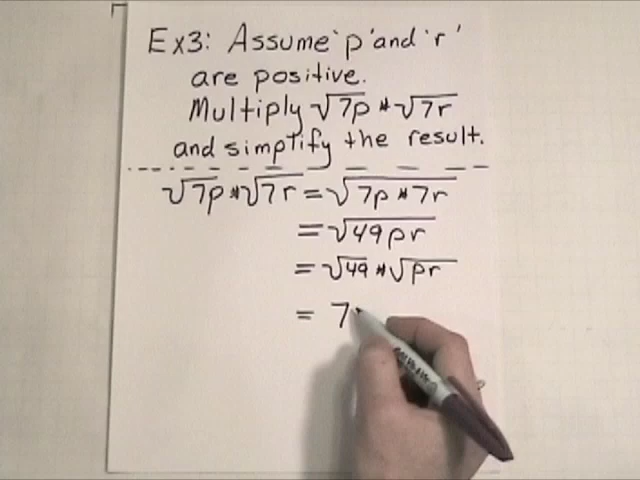 Ex3: Assume 'p' and 'r'
are positive.
Multiply √7p * √7r
and simplify the result.
√7p * √7r = √7p * 7r
= √49pr
= √49 * √pr
= 7